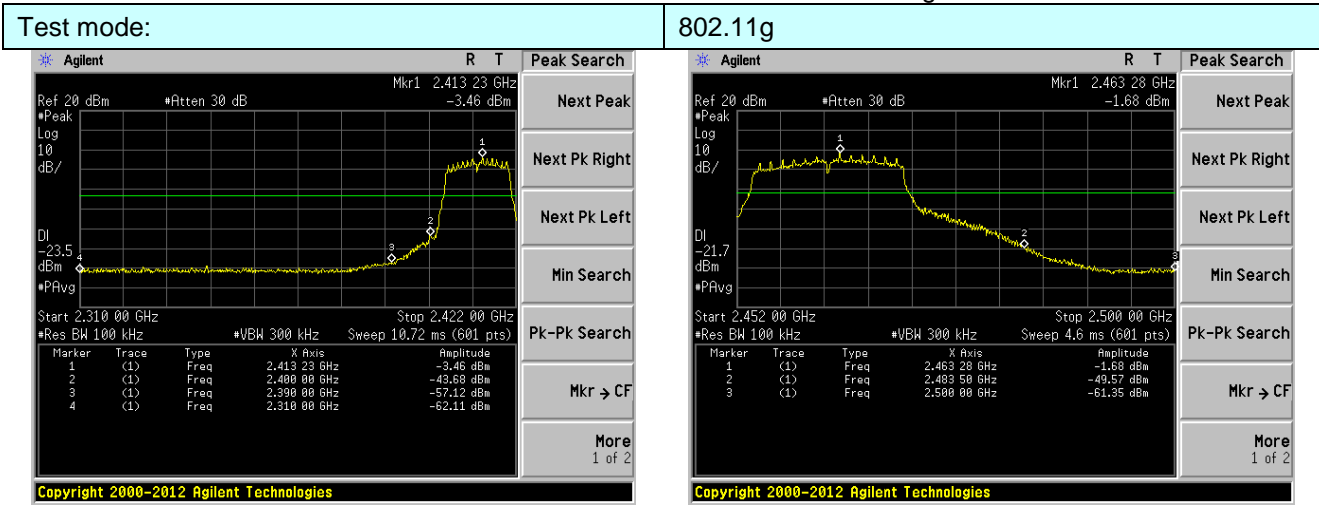 Test mode:
802.11g
Agilent
R T
Peak Search
Mkr1 2.413 23 GHz
Ref 20 dBm
#Atten 30 dB
-3.46 dBm
#Peak
Log
10
dB/
DI
-23.5
dBm
#PAvg
1
2
3
4
Start 2.310 00 GHz
Stop 2.422 00 GHz
#Res BW 100 kHz
#VBW 300 kHz
Sweep 10.72 ms (601 pts)
Marker Trace Type X Axis Amplitude
1 (1) Freq 2.413 23 GHz -3.46 dBm
2 (1) Freq 2.400 00 GHz -43.68 dBm
3 (1) Freq 2.390 00 GHz -57.12 dBm
4 (1) Freq 2.310 00 GHz -62.11 dBm
Next Peak
Next Pk Right
Next Pk Left
Min Search
Pk-Pk Search
Mkr → CF
More
1 of 2
Copyright 2000-2012 Agilent Technologies
Agilent
R T
Peak Search
Mkr1 2.463 28 GHz
Ref 20 dBm
#Atten 30 dB
-1.68 dBm
#Peak
Log
10
dB/
DI
-21.7
dBm
#PAvg
1
2
3
Start 2.452 00 GHz
Stop 2.500 00 GHz
#Res BW 100 kHz
#VBW 300 kHz
Sweep 4.6 ms (601 pts)
Marker Trace Type X Axis Amplitude
1 (1) Freq 2.463 28 GHz -1.68 dBm
2 (1) Freq 2.483 50 GHz -49.57 dBm
3 (1) Freq 2.500 00 GHz -61.35 dBm
Next Peak
Next Pk Right
Next Pk Left
Min Search
Pk-Pk Search
Mkr → CF
More
1 of 2
Copyright 2000-2012 Agilent Technologies